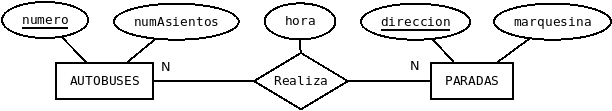 numero
numAsientos
hora
direccion
marquesina
AUTOBUSES
N
Realiza
N
PARADAS